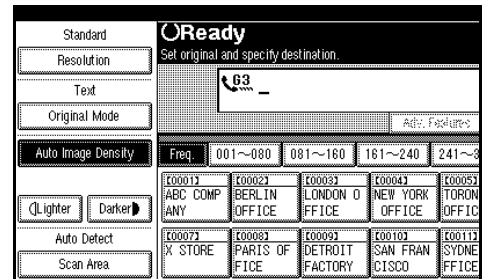 Standard
Resolution
Text
Original Mode
Auto Image Density
Lighter
Darker
Auto Detect
Scan Area
Ready
Set original and specify destination.
G3 _
Adv. Features
Freq.
001~080
081~160
161~240
241~3
[0001]
ABC COMP
ANY
[0002]
BERLIN
OFFICE
[0003]
LONDON O
FFICE
[0004]
NEW YORK
OFFICE
[0005]
TORON
OFFIC
[0007]
X STORE
[0008]
PARIS OF
FICE
[0009]
DETROIT
FACTORY
[0010]
SAN FRAN
CISCO
[0011]
SYDNE
FFICE